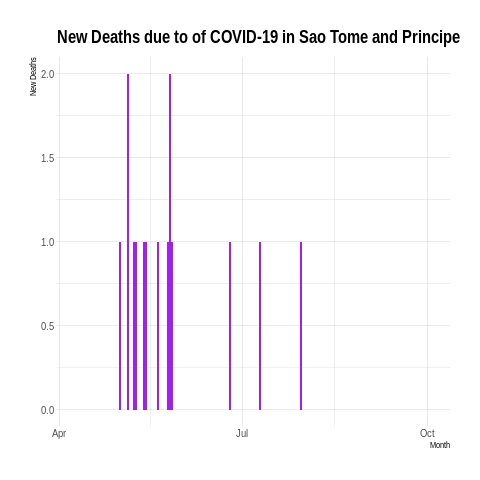 New Deaths due to of COVID-19 in Sao Tome and Principe
New Deaths
2.0
1.5
1.0
0.5
0.0
Apr Jul Oct
Month